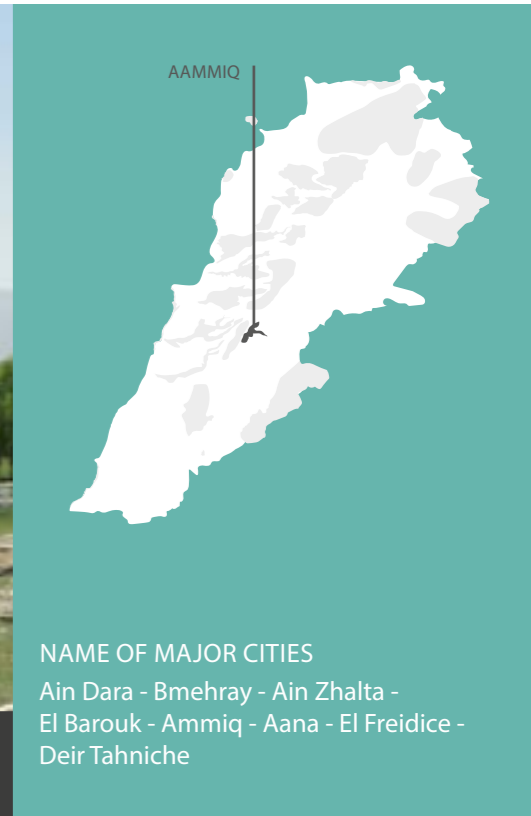 AAMMIQ
NAME OF MAJOR CITIES
Ain Dara - Bmehray - Ain Zhalta -
El Barouk - Ammiq - Aana - El Freidice -
Deir Tahniche